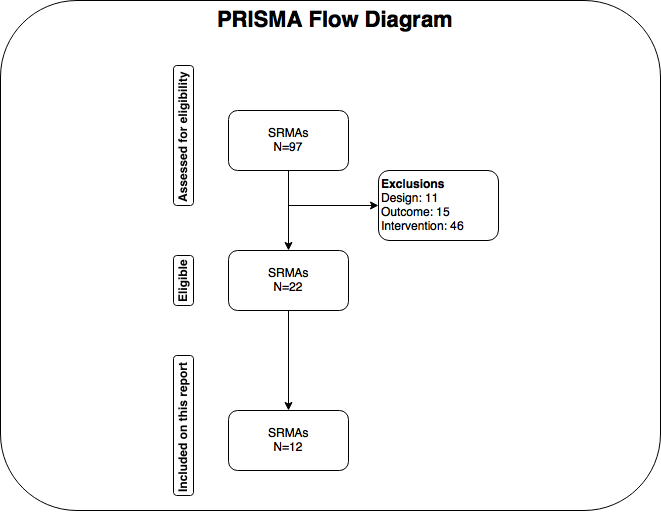 PRISMA Flow Diagram
Assessed for eligibility
SRMAs
N=97
Exclusions
Design: 11
Outcome: 15
Intervention: 46
Eligible
SRMAs
N=22
Included on this report
SRMAs
N=12